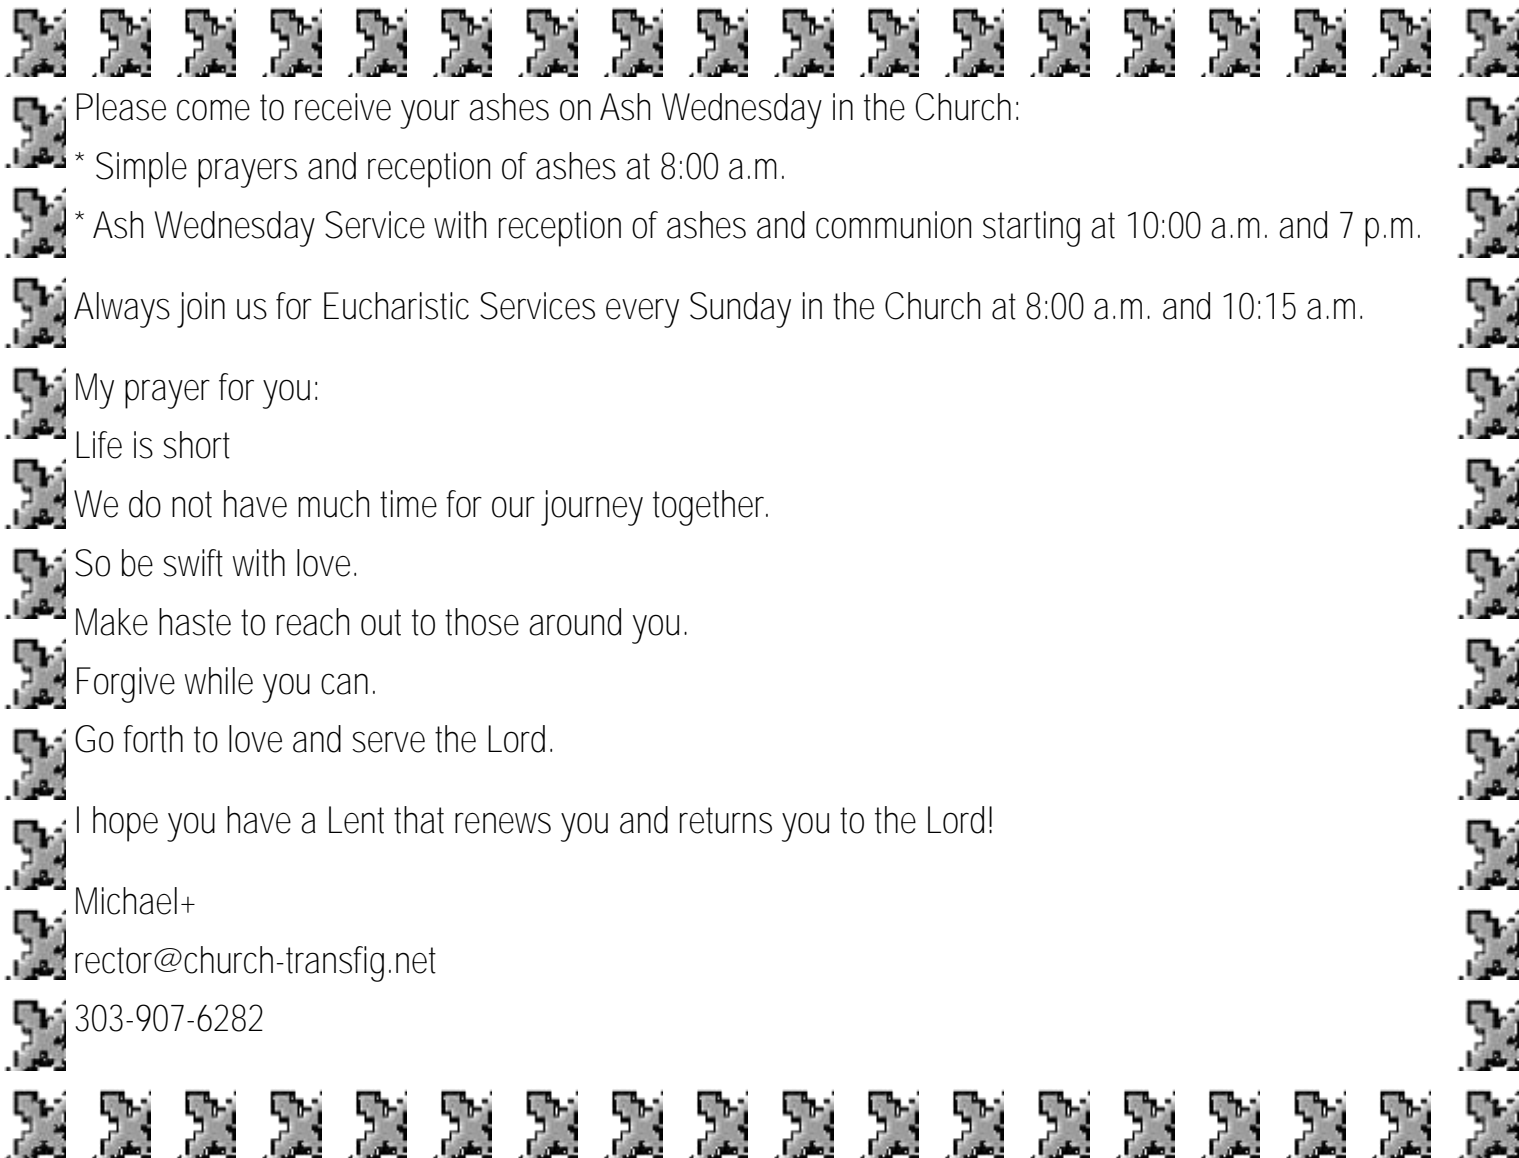 Please come to receive your ashes on Ash Wednesday in the Church:
* Simple prayers and reception of ashes at 8:00 a.m.
* Ash Wednesday Service with reception of ashes and communion starting at 10:00 a.m. and 7 p.m.
Always join us for Eucharistic Services every Sunday in the Church at 8:00 a.m. and 10:15 a.m.
My prayer for you:
Life is short
We do not have much time for our journey together.
So be swift with love.
Make haste to reach out to those around you.
Forgive while you can.
Go forth to love and serve the Lord.
I hope you have a Lent that renews you and returns you to the Lord!
Michael+
rector@church-transfig.net
303-907-6282